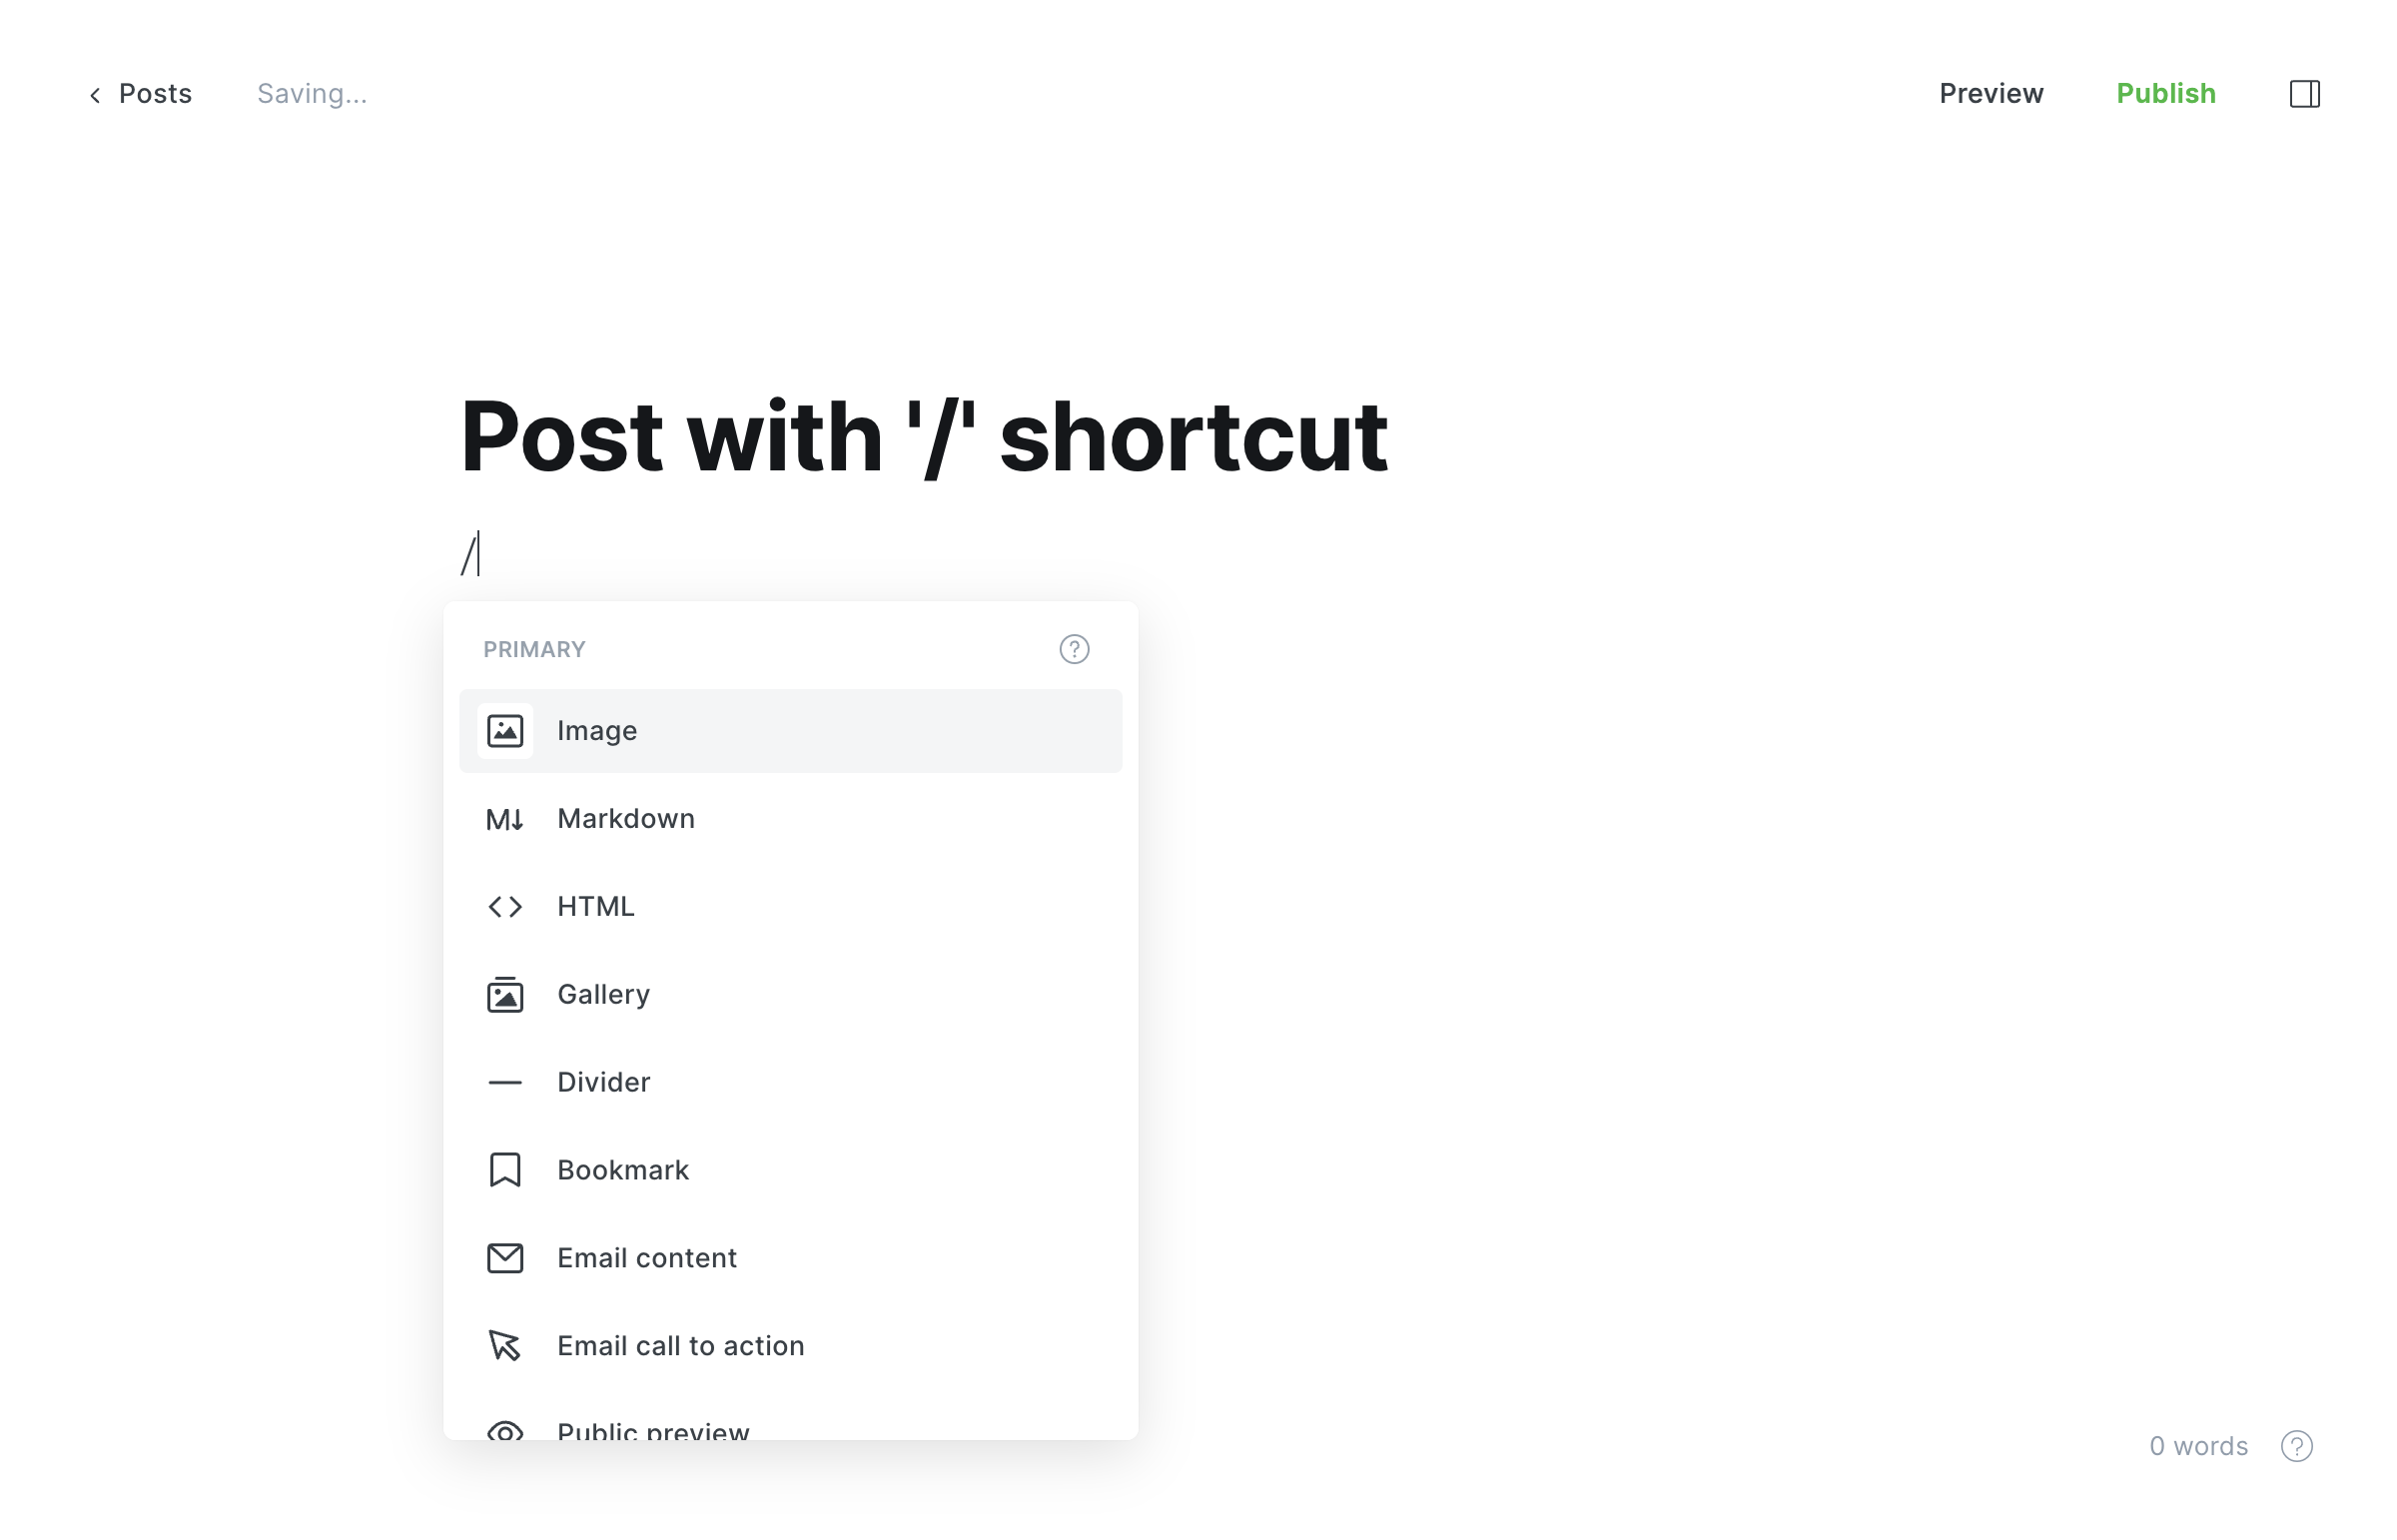 Posts Saving... Preview Publish
Post with '/' shortcut
/
PRIMARY
Image
M↓ Markdown
HTML
Gallery
Divider
Bookmark
Email content
Email call to action
Public preview
0 words